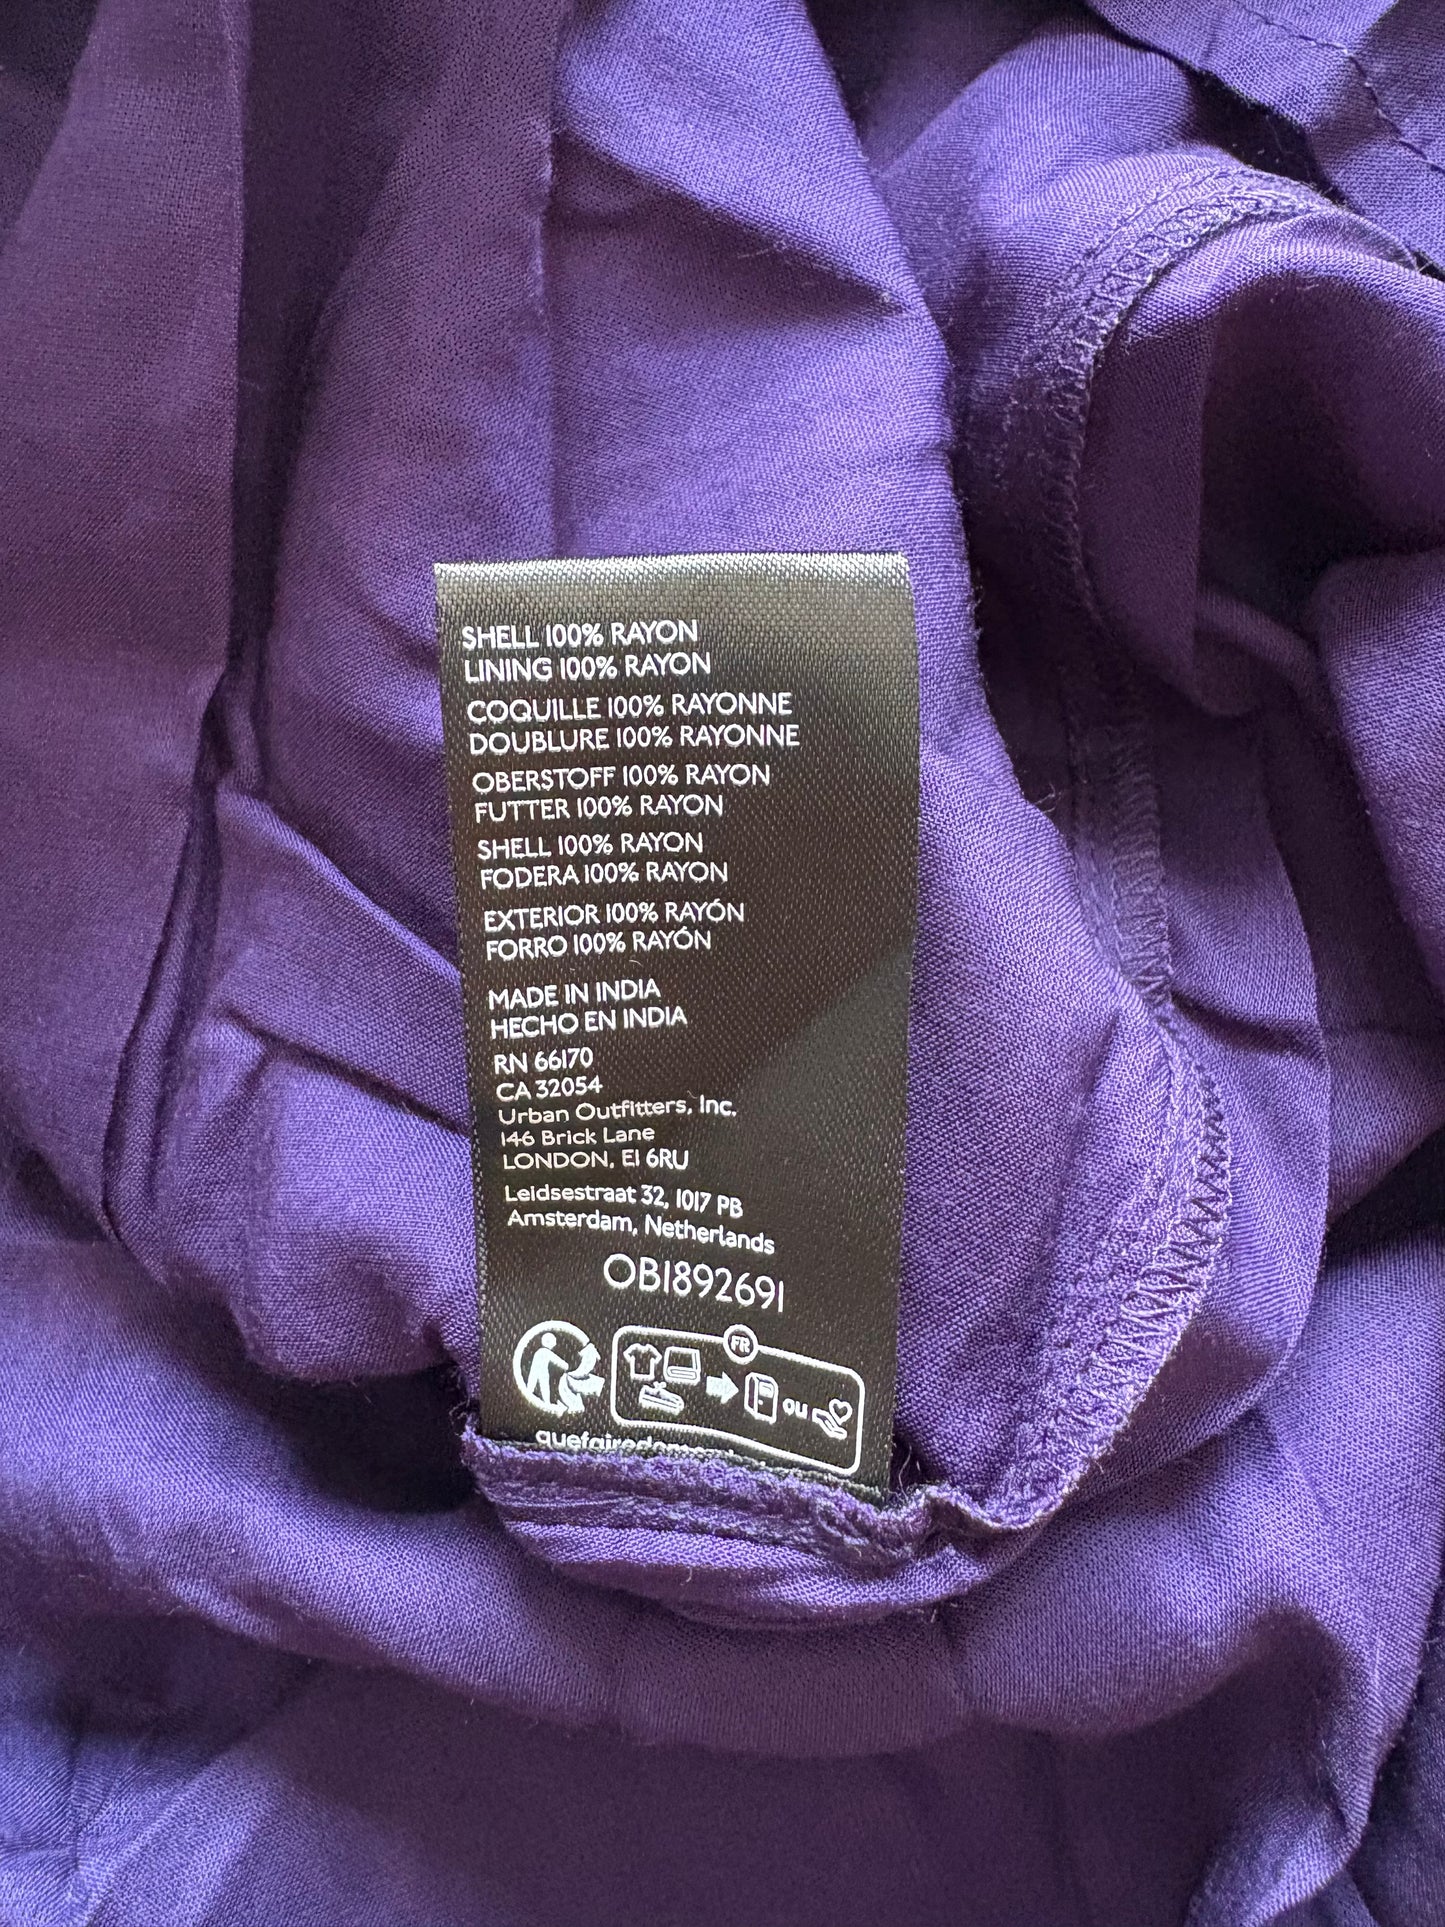 SHELL 100% RAYON
LINING 100% RAYON
COQUILLE 100% RAYONNE
DOUBLURE 100% RAYONNE
OBERSTOFF 100% RAYON
FUTTER 100% RAYON
SHELL 100% RAYON
FODERA 100% RAYON
EXTERIOR 100% RAYÓN
FORRO 100% RAYÓN
MADE IN INDIA
HECHO EN INDIA
RN 66170
CA 32054
Urban Outfitters, Inc.
146 Brick Lane
LONDON, E1 6RU
Leidsestraat 32, 1017 PB
Amsterdam, Netherlands
OB1892691
FR
ou